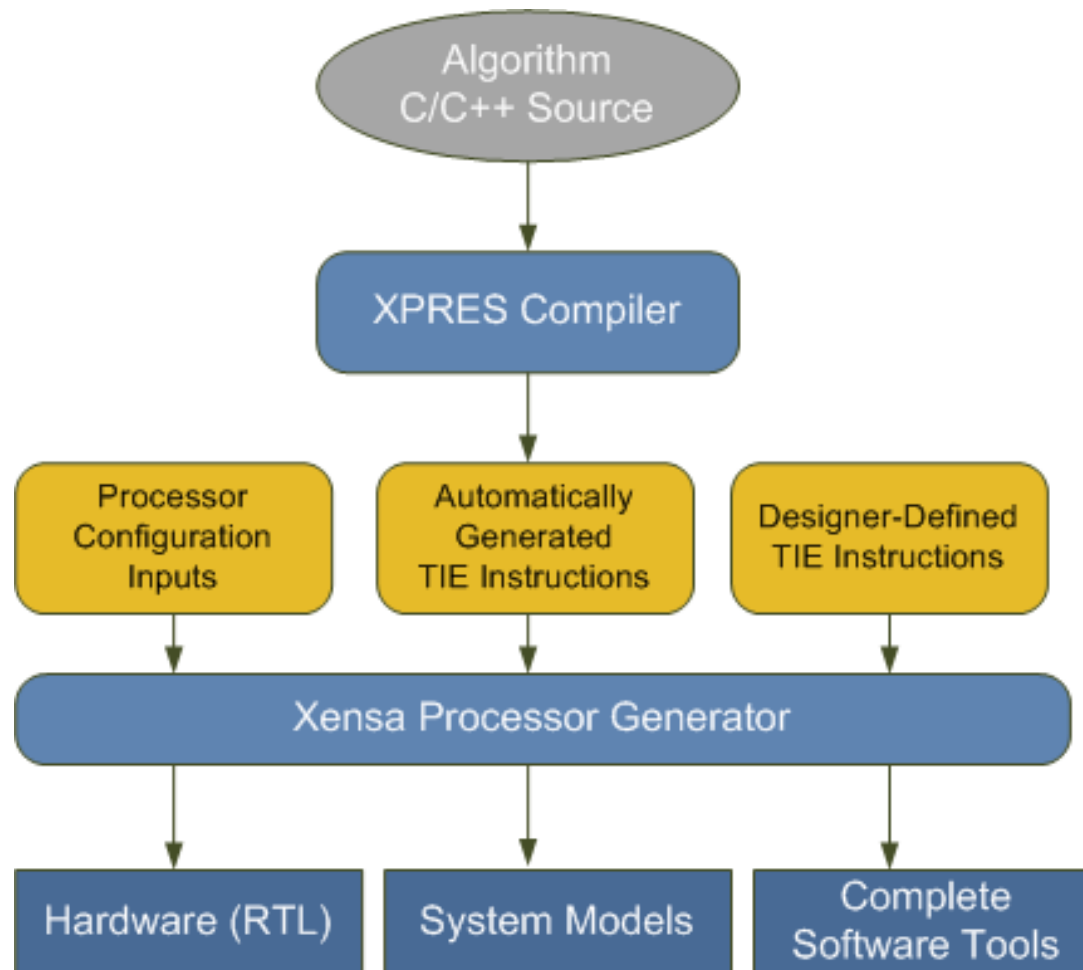 Algorithm
C/C++ Source
XPRES Compiler
Processor
Configuration
Inputs
Automatically
Generated
TIE Instructions
Designer-Defined
TIE Instructions
Xensa Processor Generator
Hardware (RTL)
System Models
Complete
Software Tools